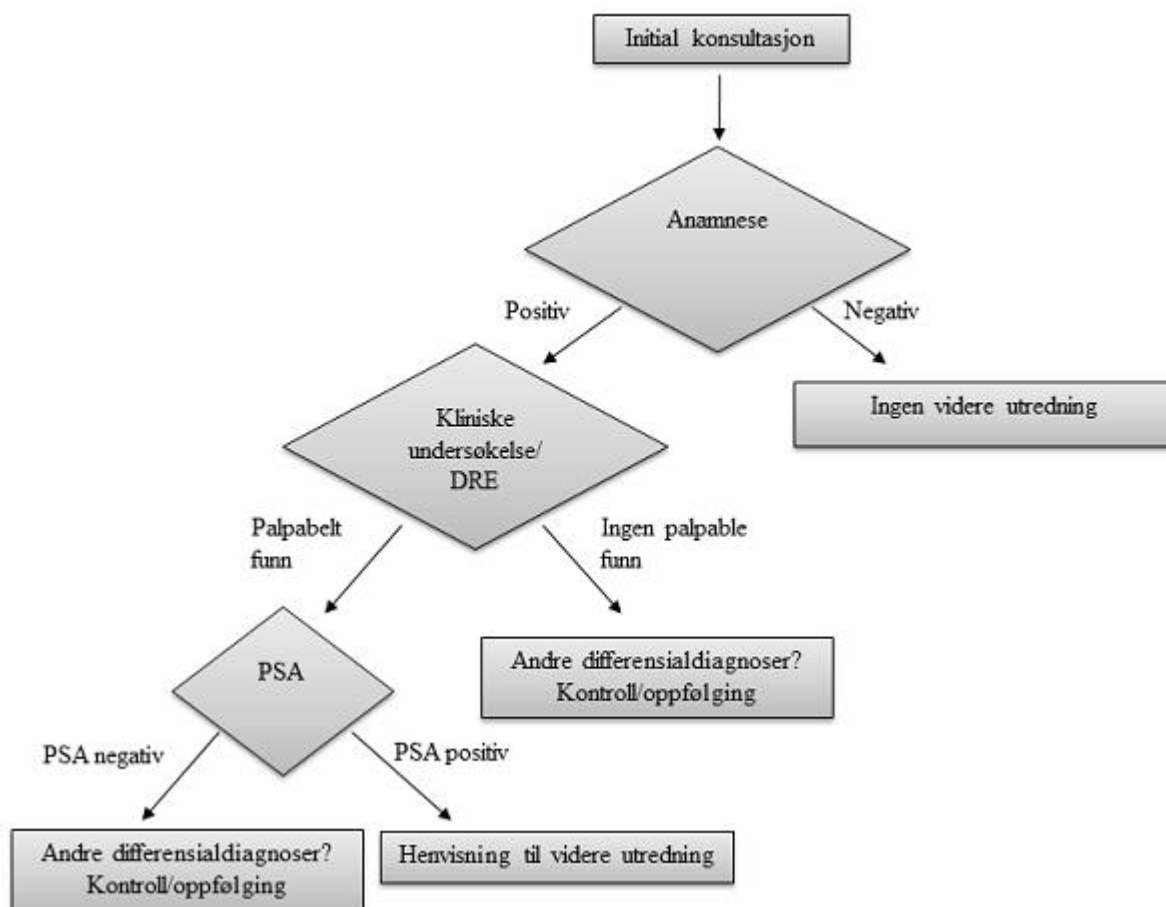 Initial konsultasjon
Anamnese
Positiv
Negativ
Ingen videre utredning
Kliniske
undersøkelse/
DRE
Palpabelt
funn
Ingen palpable
funn
PSA
Andre differensialdiagnoser?
Kontroll/oppfølging
PSA negativ
PSA positiv
Andre differensialdiagnoser?
Kontroll/oppfølging
Henvisning til videre utredning